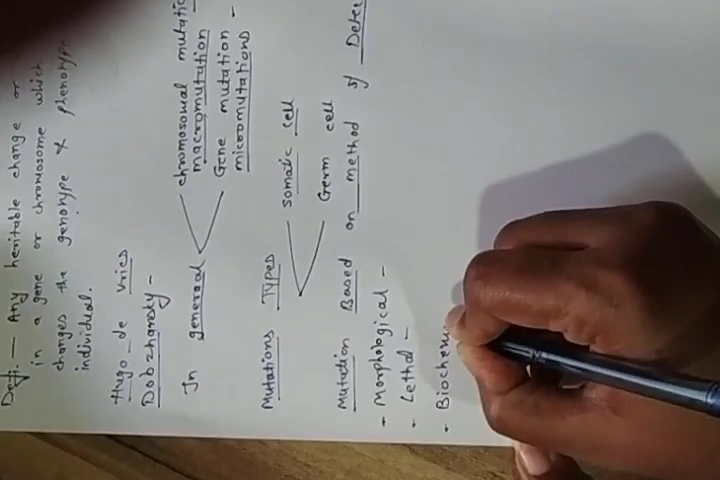 Defi:- Any heritable change or
in a gene or chromosome which
changes the genotype & phenotype
individual.
Hugo de vries
Dobzhansky -
In general
chromosomal mutatio
macromutation
Gene mutation -
micromutations
Mutations Types
somatic cell
Germ cell
Mutation Based on method of Detec
- Morphological -
- Lethal -
- Biochem